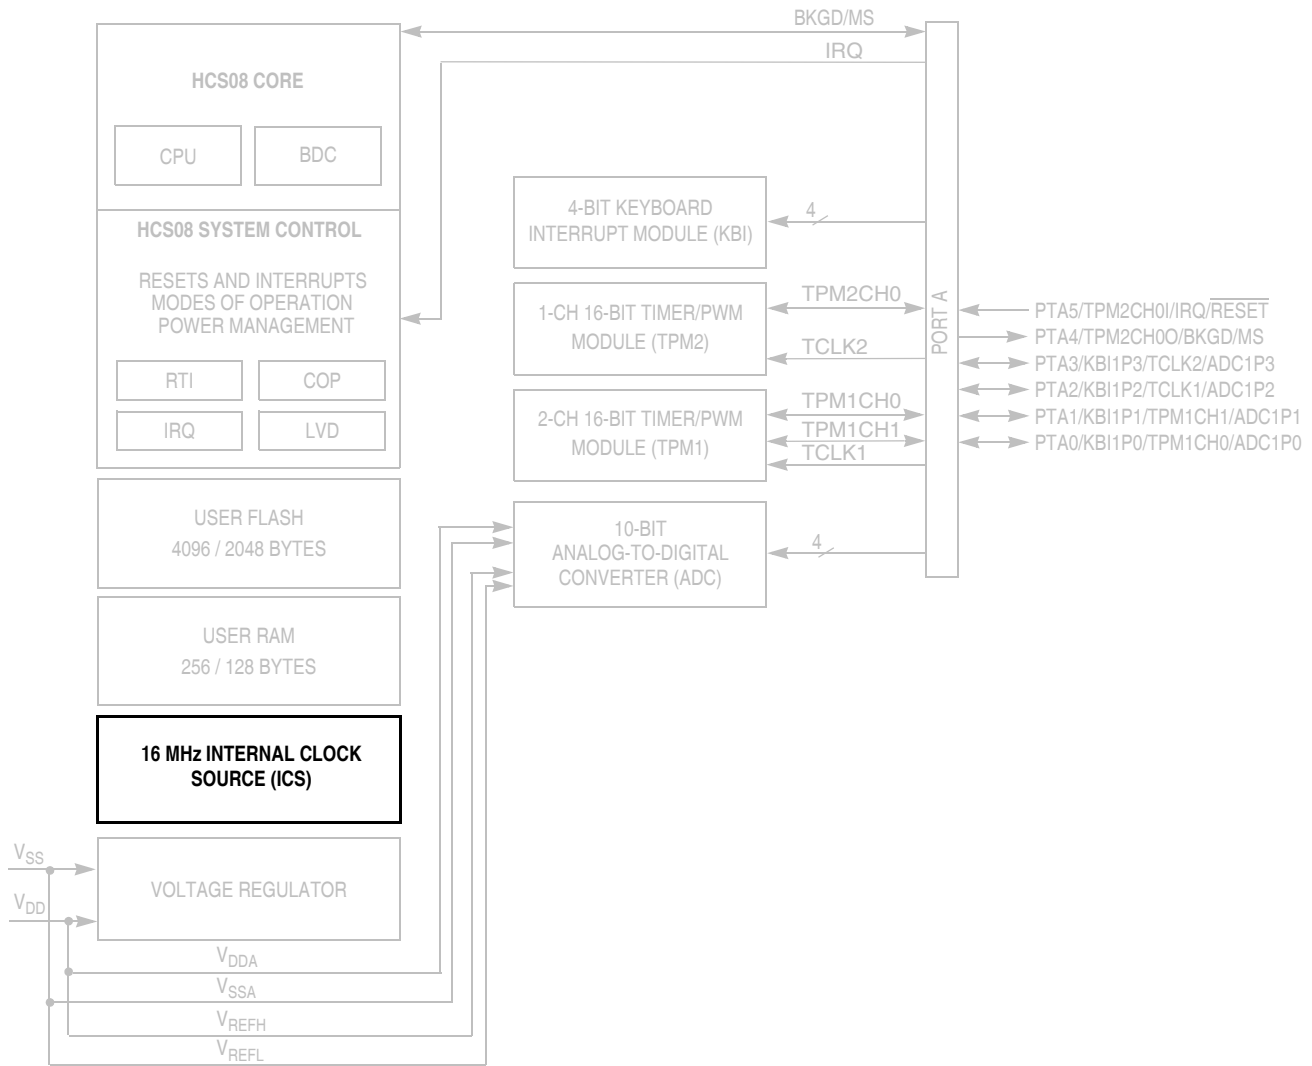 BKGD/MS
IRQ
HCS08 CORE
CPU
BDC
HCS08 SYSTEM CONTROL
RESETS AND INTERRUPTS
MODES OF OPERATION
POWER MANAGEMENT
RTI
COP
IRQ
LVD
USER FLASH
4096 / 2048 BYTES
USER RAM
256 / 128 BYTES
16 MHz INTERNAL CLOCK
SOURCE (ICS)
VOLTAGE REGULATOR
VSS
VDD
VDDA
VSSA
VREFH
VREFL
4-BIT KEYBOARD
INTERRUPT MODULE (KBI)
4
1-CH 16-BIT TIMER/PWM
MODULE (TPM2)
TPM2CH0
TCLK2
2-CH 16-BIT TIMER/PWM
MODULE (TPM1)
TPM1CH0
TPM1CH1
TCLK1
10-BIT
ANALOG-TO-DIGITAL
CONVERTER (ADC)
4
PORT A
PTA5/TPM2CH0I/IRQ/RESET
PTA4/TPM2CH0O/BKGD/MS
PTA3/KBI1P3/TCLK2/ADC1P3
PTA2/KBI1P2/TCLK1/ADC1P2
PTA1/KBI1P1/TPM1CH1/ADC1P1
PTA0/KBI1P0/TPM1CH0/ADC1P0